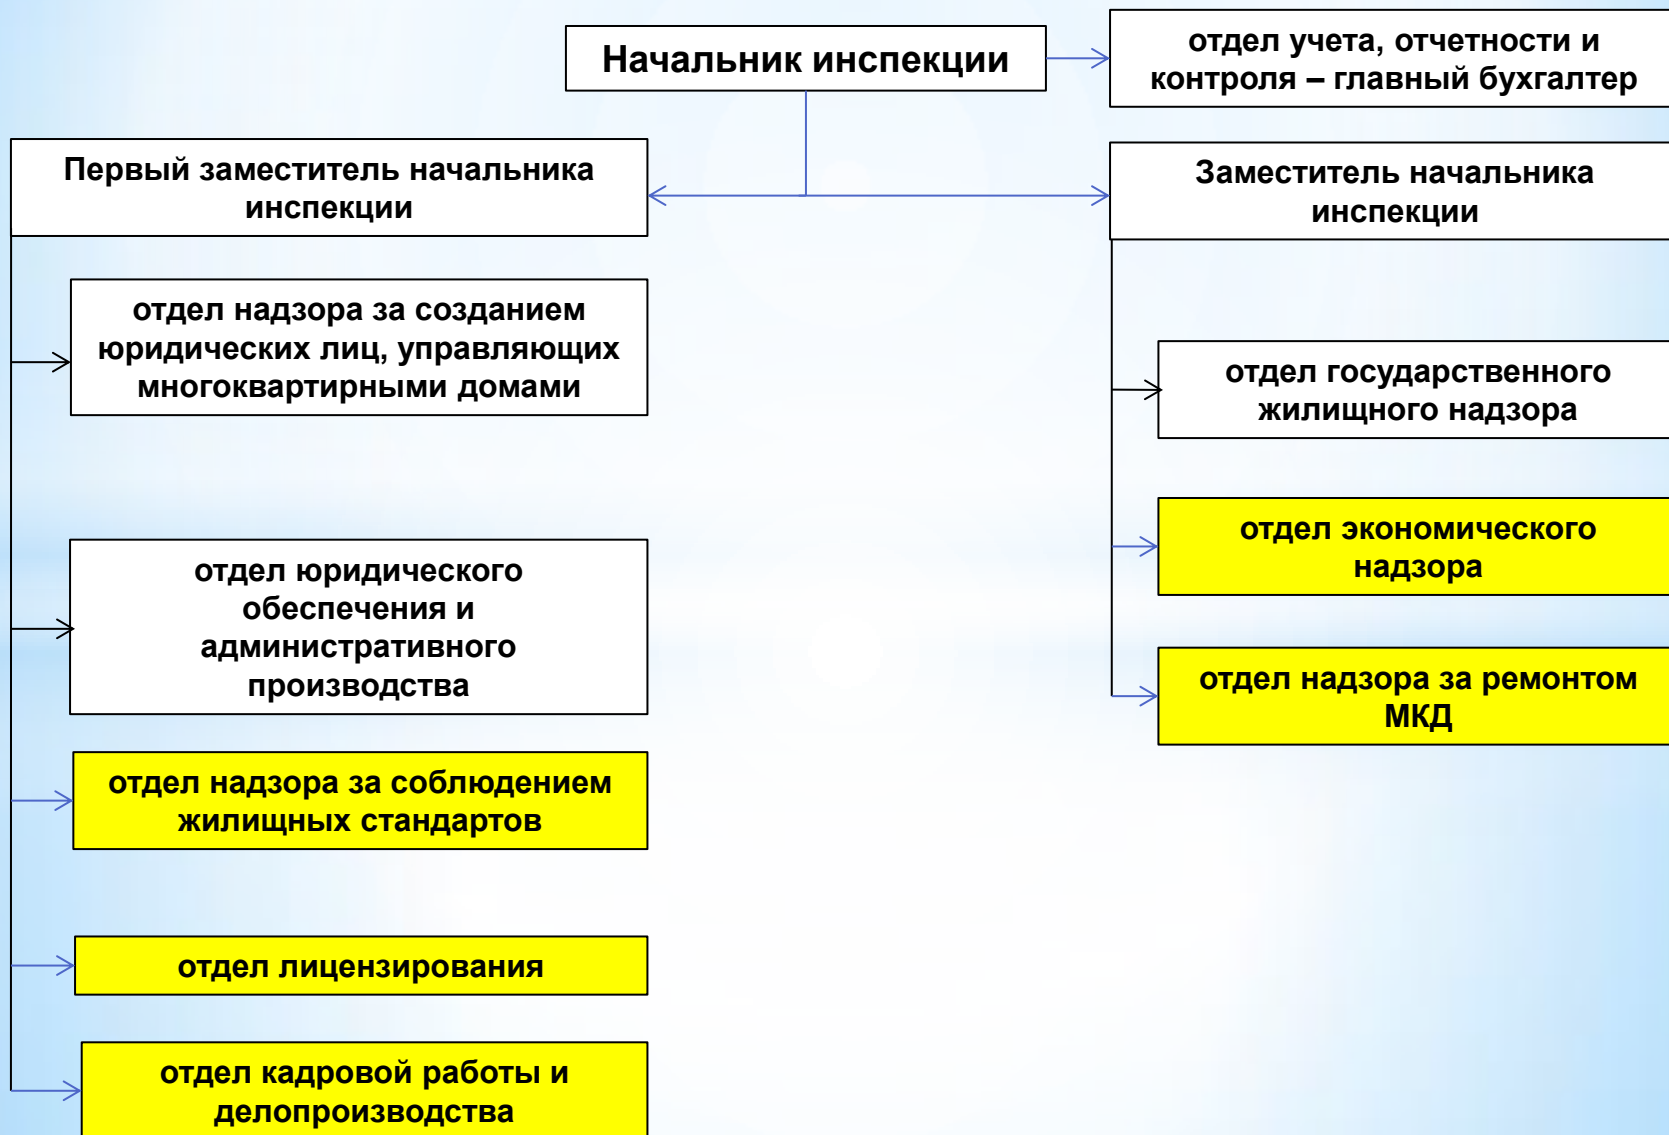 Начальник инспекции
отдел учета, отчетности и
контроля – главный бухгалтер
Первый заместитель начальника
инспекции
Заместитель начальника
инспекции
отдел надзора за созданием
юридических лиц, управляющих
многоквартирными домами
отдел юридического
обеспечения и
административного
производства
отдел надзора за соблюдением
жилищных стандартов
отдел лицензирования
отдел кадровой работы и
делопроизводства
отдел государственного
жилищного надзора
отдел экономического
надзора
отдел надзора за ремонтом
МКД